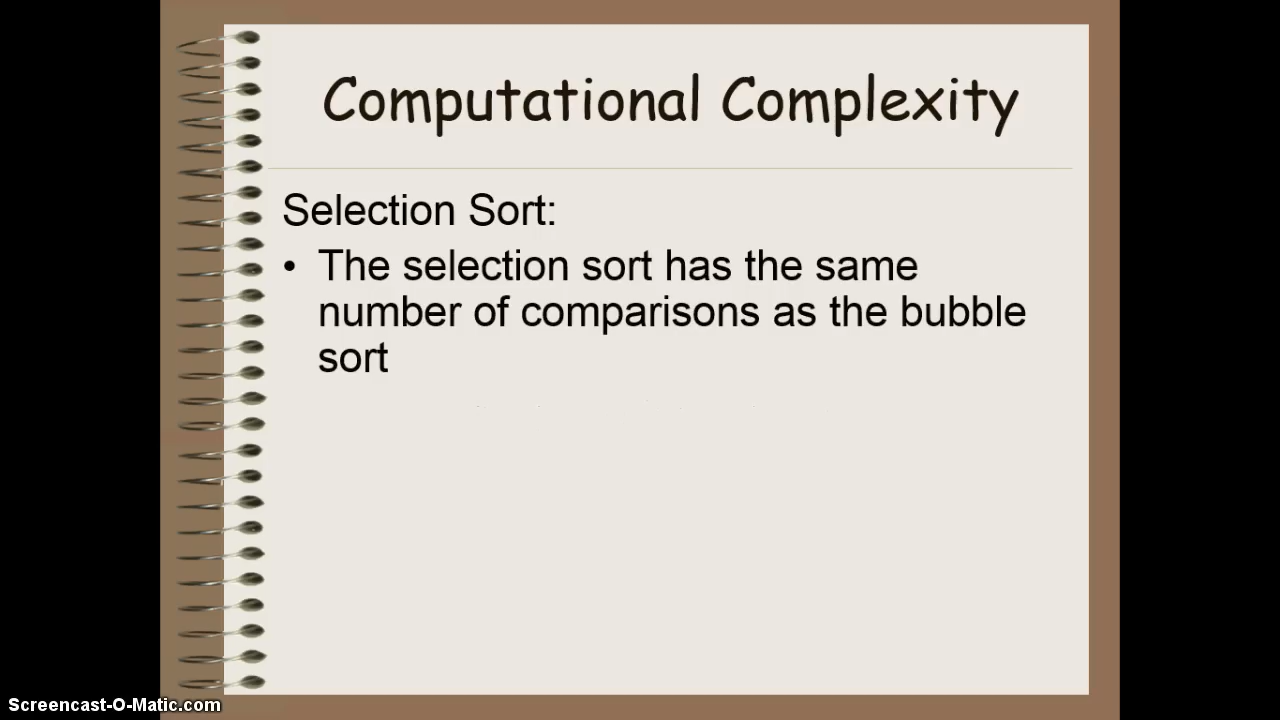 Computational Complexity
Selection Sort:
• The selection sort has the same
number of comparisons as the bubble
sort
Screencast-O-Matic.com